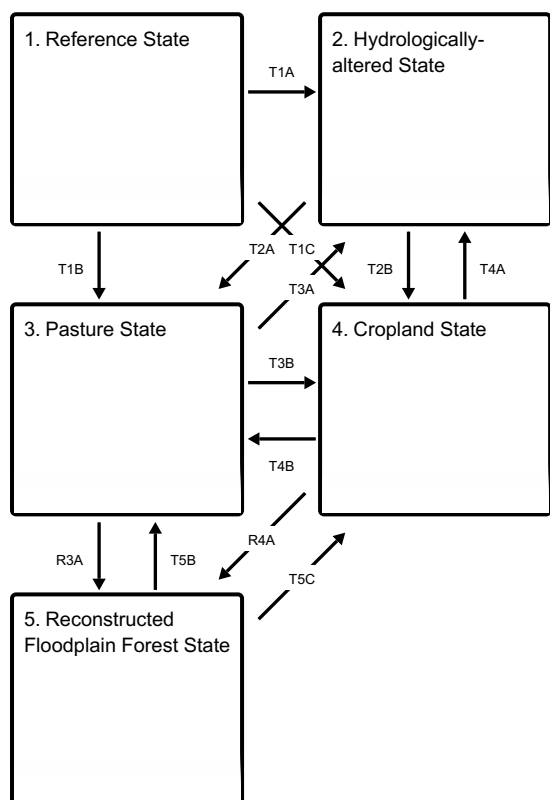 1. Reference State
2. Hydrologically-
altered State
T1A
T2A
T1C
T1B
T3A
T2B
T4A
3. Pasture State
4. Cropland State
T3B
T4B
R3A
T5B
R4A
T5C
5. Reconstructed
Floodplain Forest State